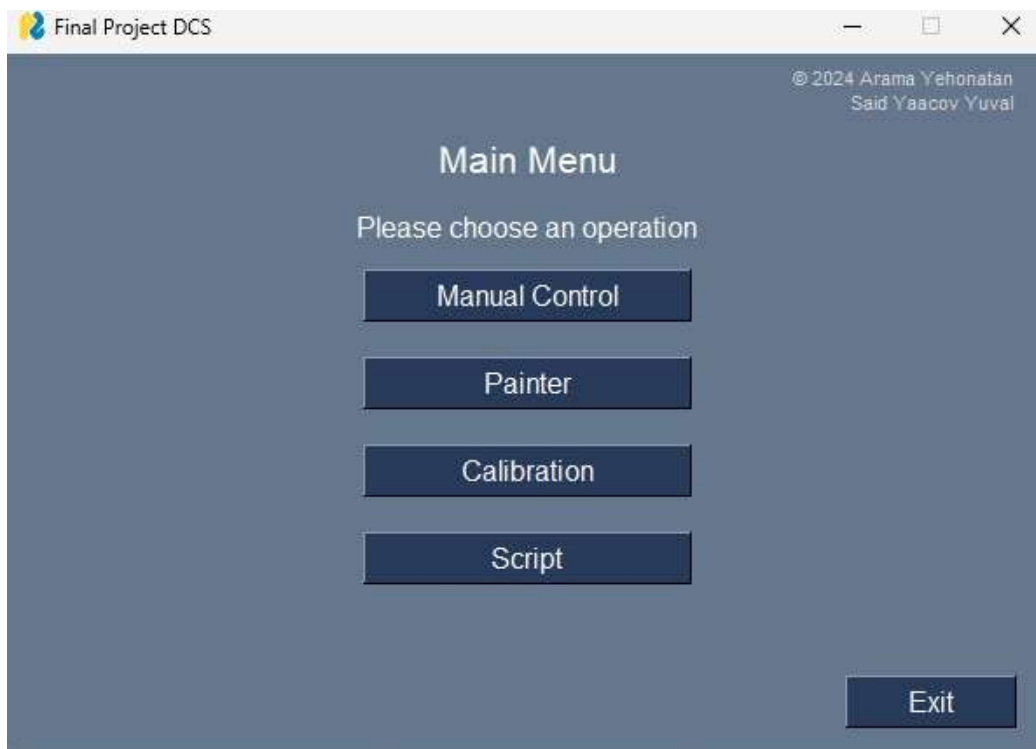 Final Project DCS
© 2024 Arama Yehonatan
Said Yaacov Yuval
Main Menu
Please choose an operation
Manual Control
Painter
Calibration
Script
Exit